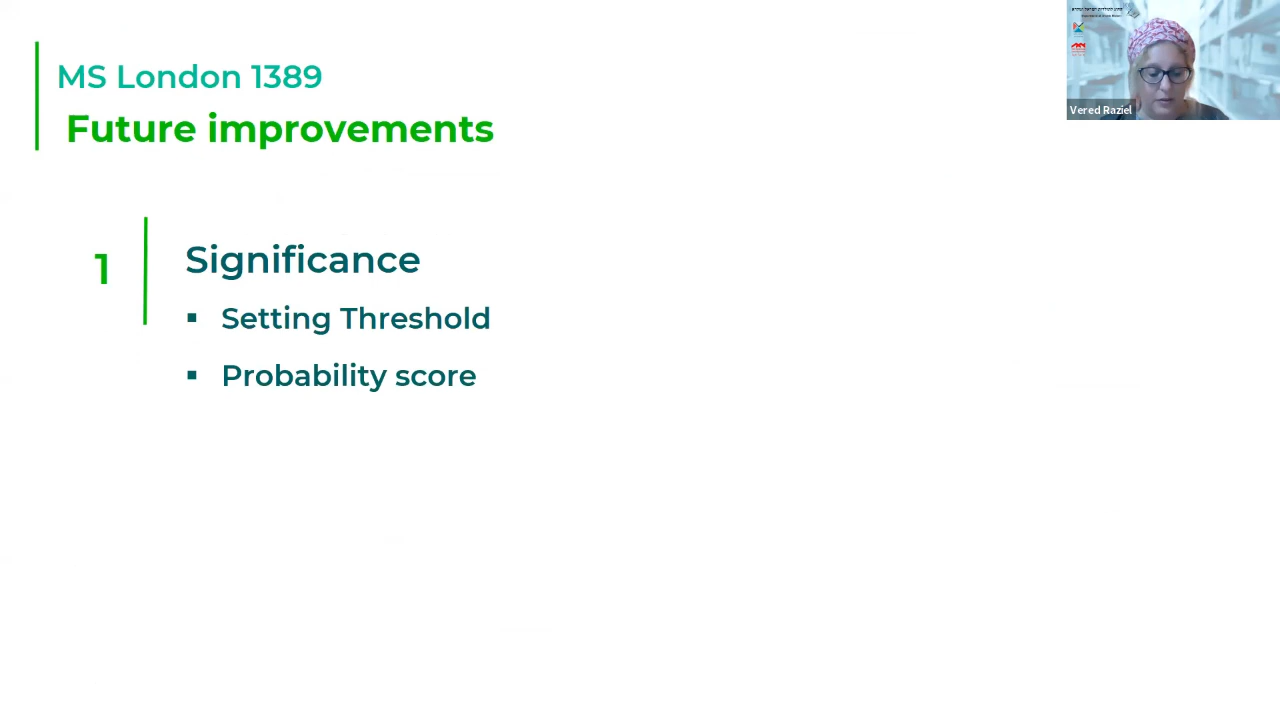 MS London 1389
Future improvements
1
Significance
▪ Setting Threshold
▪ Probability score
Vered Raziel